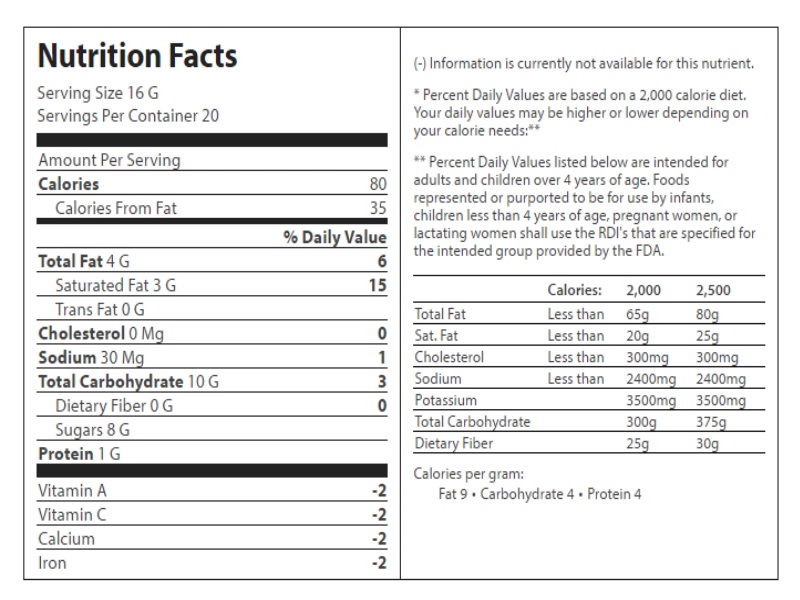 Nutrition Facts
Serving Size 16 G
Servings Per Container 20
Amount Per Serving
Calories 80
Calories From Fat 35
% Daily Value
Total Fat 4 G 6
Saturated Fat 3 G 15
Trans Fat 0 G
Cholesterol 0 Mg 0
Sodium 30 Mg 1
Total Carbohydrate 10 G 3
Dietary Fiber 0 G 0
Sugars 8 G
Protein 1 G
Vitamin A -2
Vitamin C -2
Calcium -2
Iron -2
(-) Information is currently not available for this nutrient.
* Percent Daily Values are based on a 2,000 calorie diet.
Your daily values may be higher or lower depending on
your calorie needs:**
** Percent Daily Values listed below are intended for
adults and children over 4 years of age. Foods
represented or purported to be for use by infants,
children less than 4 years of age, pregnant women, or
lactating women shall use the RDI's that are specified for
the intended group provided by the FDA.
Calories: 2,000 2,500
Total Fat Less than 65g 80g
Sat. Fat Less than 20g 25g
Cholesterol Less than 300mg 300mg
Sodium Less than 2400mg 2400mg
Potassium 3500mg 3500mg
Total Carbohydrate 300g 375g
Dietary Fiber 25g 30g
Calories per gram:
Fat 9 • Carbohydrate 4 • Protein 4